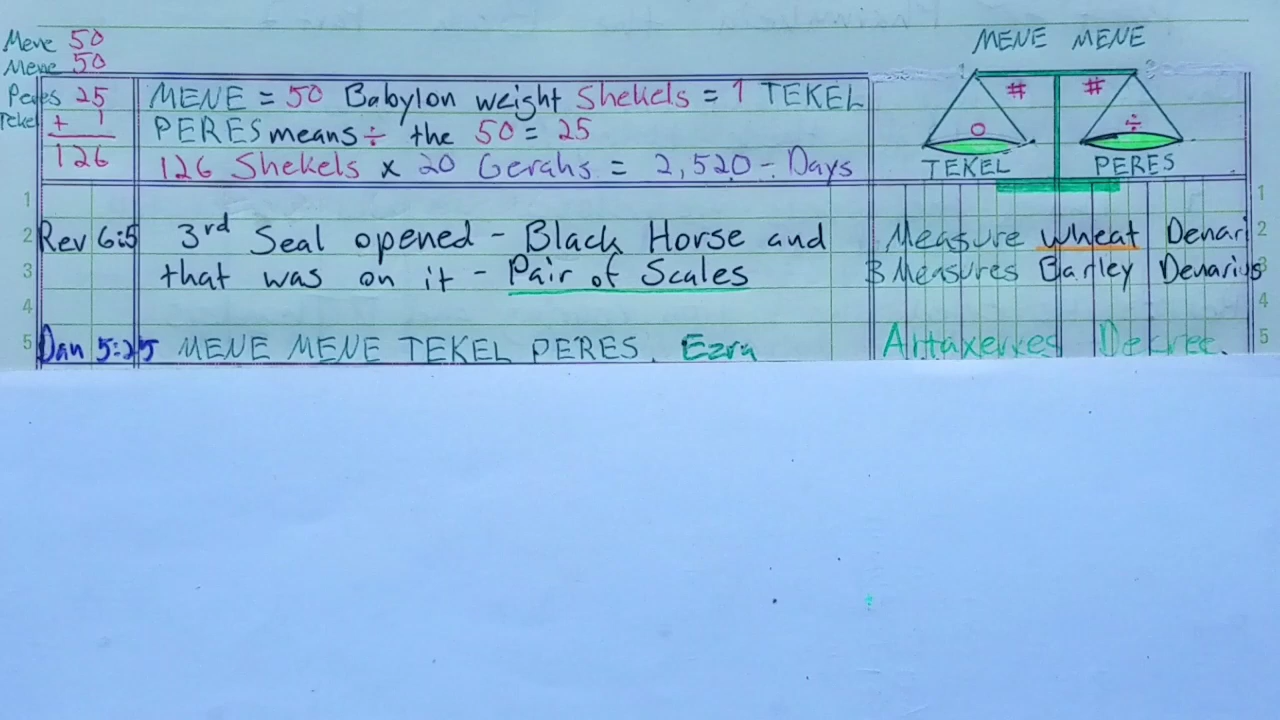 Mene 50
Mene 50
Peres 25
Tekel + 1
126
MENE = 50 Babylon weight Shekels = 1 TEKEL
PERES means ÷ the 50 = 25
126 Shekels x 20 Gerahs = 2,520 - Days
MENE MENE
# #
0 ÷
TEKEL PERES
1 1
2 Rev 6:5 3rd Seal opened - Black Horse and Measure wheat Denari 2
3 that was on it - Pair of Scales 3 Measures Barley Denarius 3
4 4
5 Dan 5:25 MENE MENE TEKEL PERES. Ezra Artaxerxes Dekree. 5